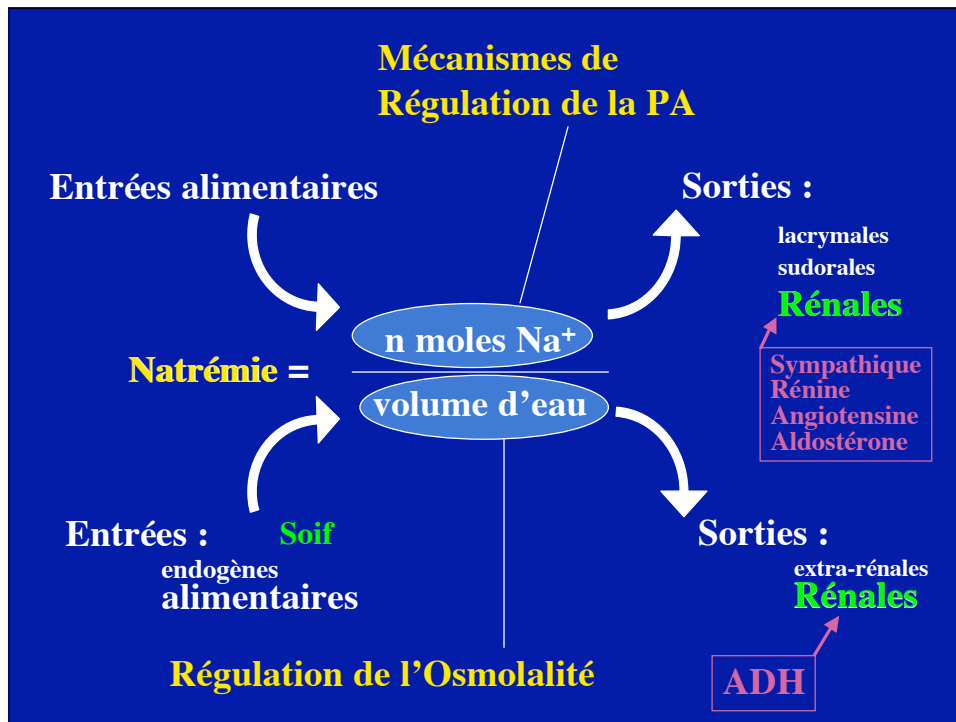 Mécanismes de
Régulation de la PA
Entrées alimentaires
Sorties :
lacrymales
sudorales
Rénales
Sympathique
Rénine
Angiotensine
Aldostérone
n moles Na⁺
Natrémie =
volume d’eau
Entrées :
Soif
endogènes
alimentaires
Sorties :
extra-rénales
Rénales
ADH
Régulation de l’Osmolalité